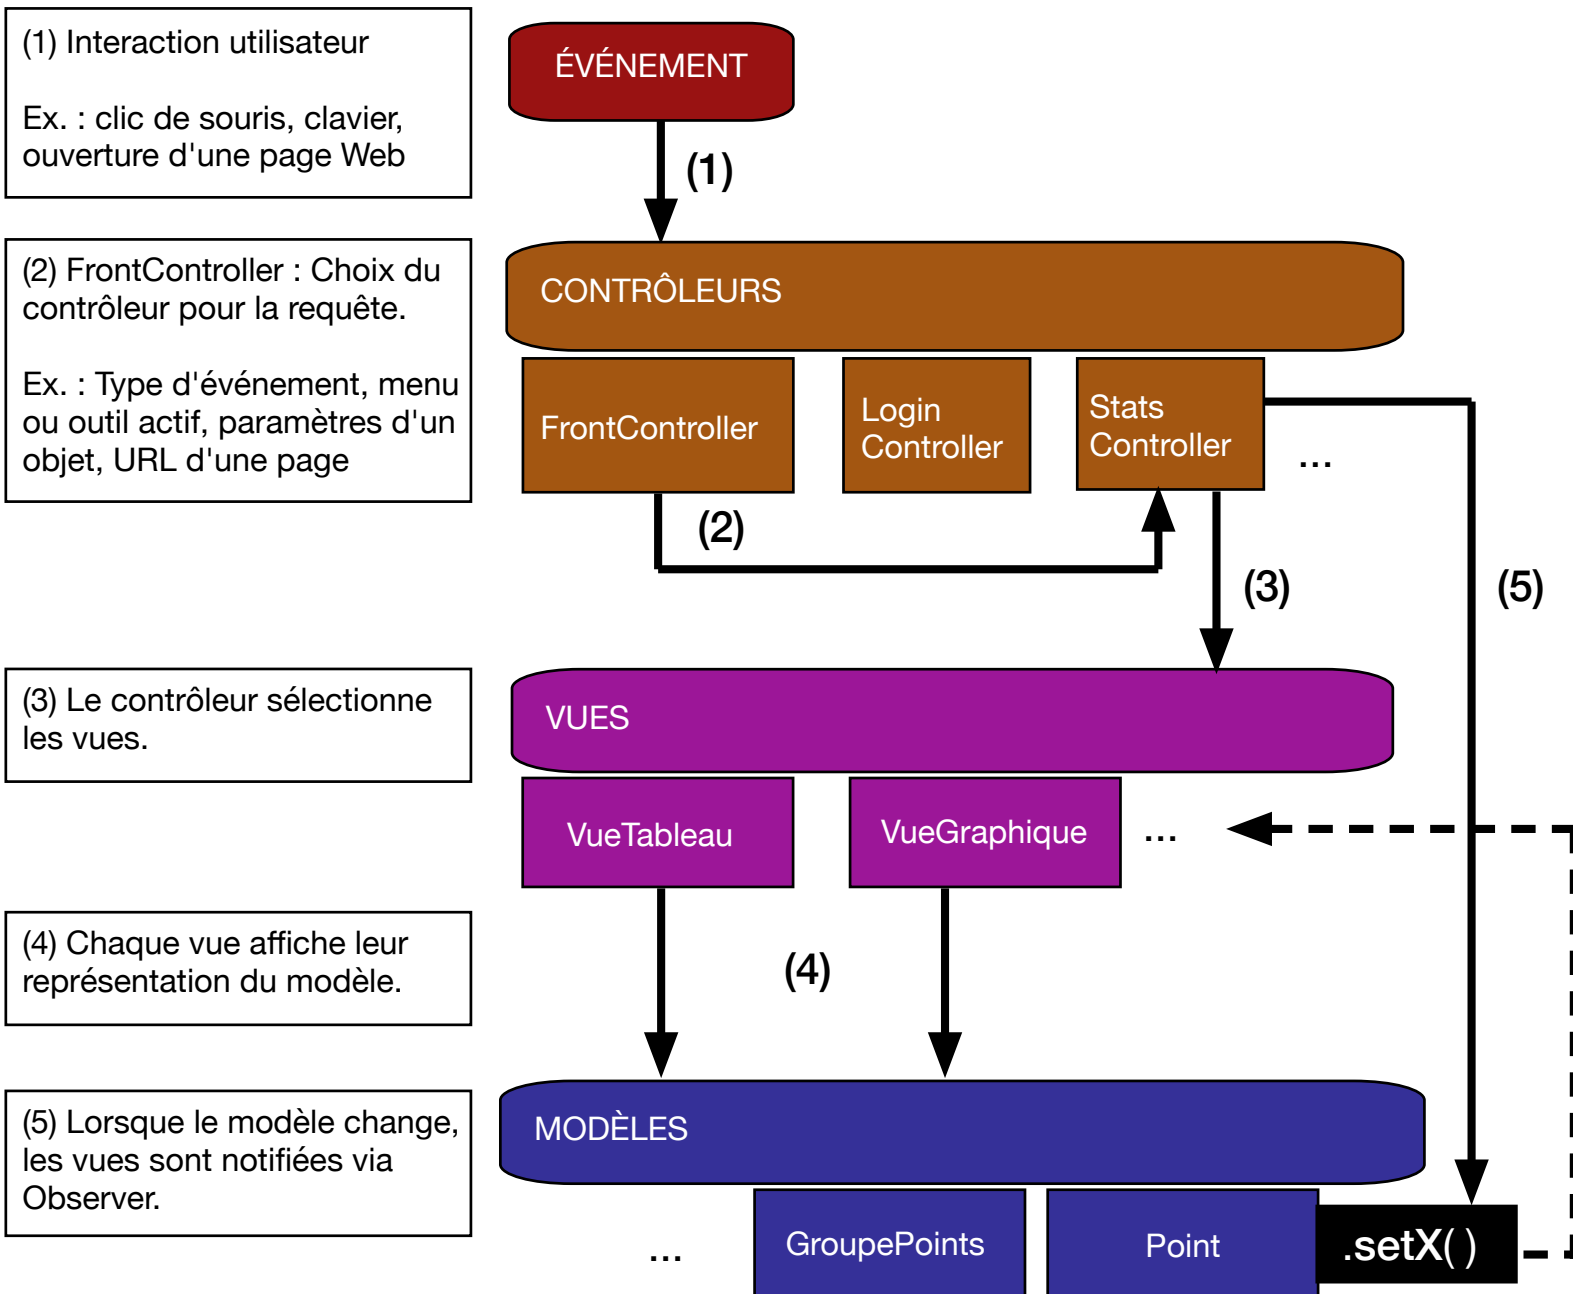 (1) Interaction utilisateur
Ex. : clic de souris, clavier,
ouverture d'une page Web
ÉVÉNEMENT
(1)
(2) FrontController : Choix du
contrôleur pour la requête.
Ex. : Type d'événement, menu
ou outil actif, paramètres d'un
objet, URL d'une page
CONTRÔLEURS
FrontController
Login
Controller
Stats
Controller
...
(2)
(3)
(5)
(3) Le contrôleur sélectionne
les vues.
VUES
VueTableau
VueGraphique
...
(4) Chaque vue affiche leur
représentation du modèle.
(4)
(5) Lorsque le modèle change,
les vues sont notifiées via
Observer.
MODÈLES
...
GroupePoints
Point
.setX( )